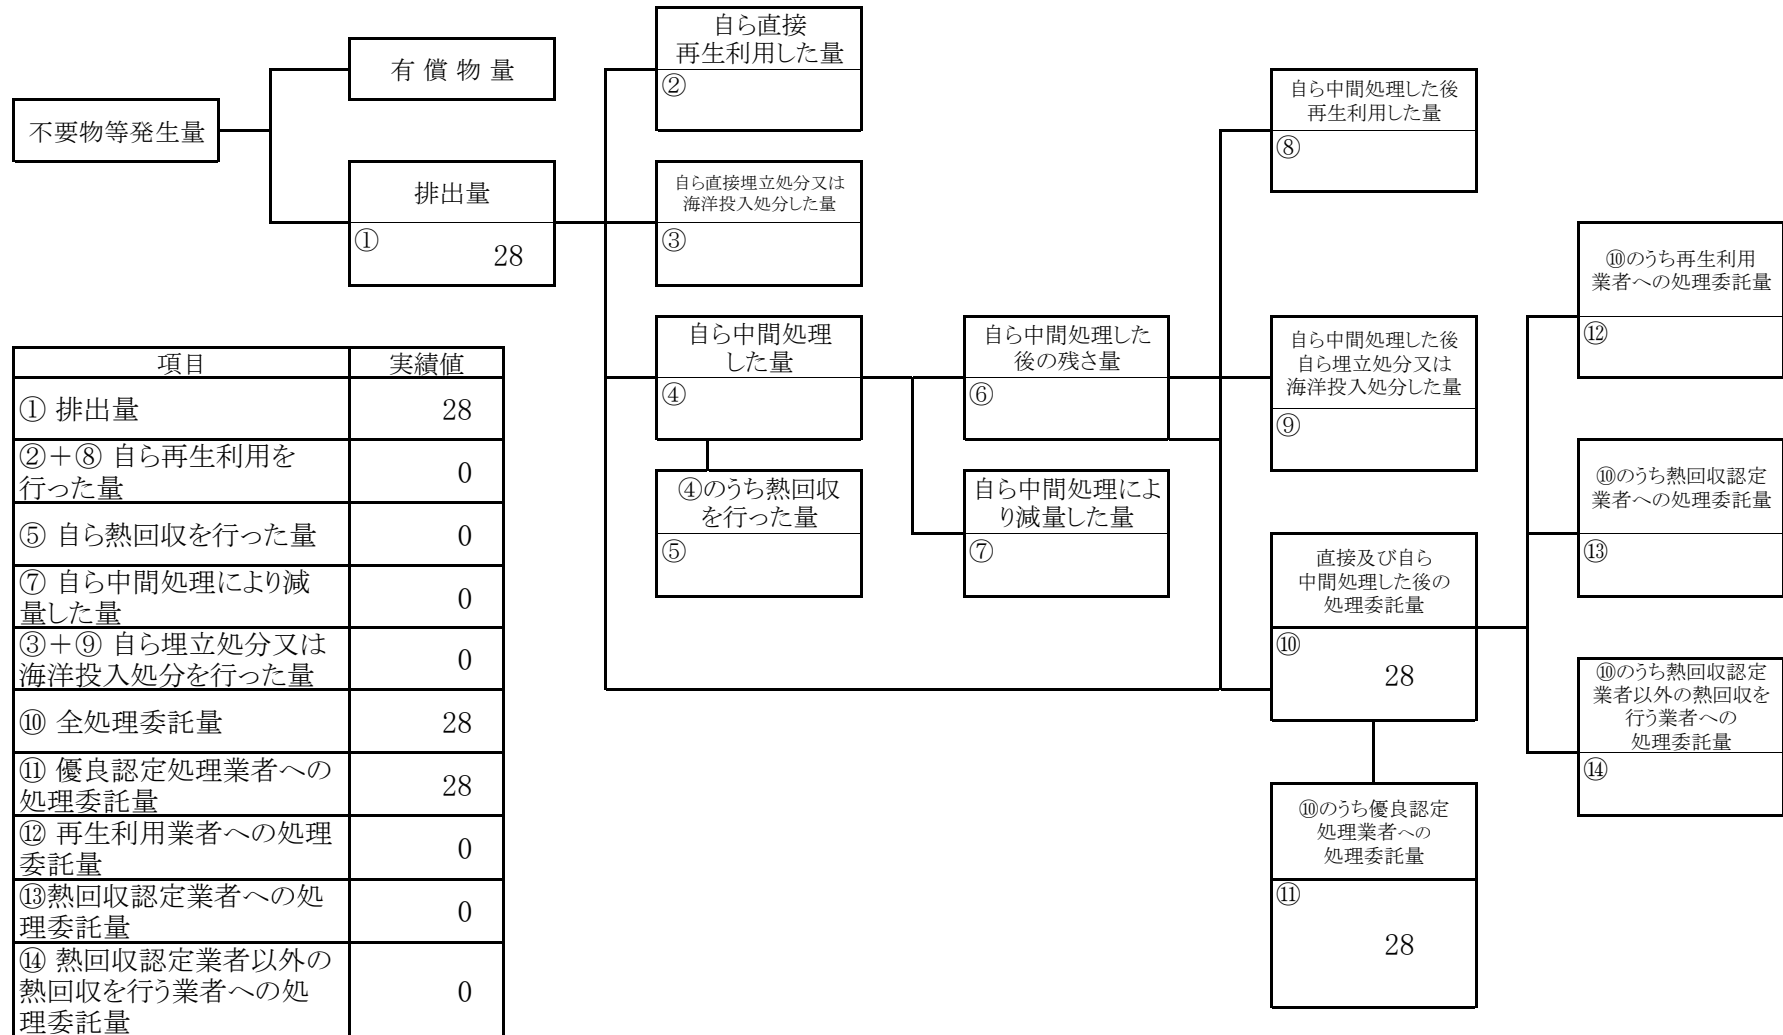 不要物等発生量
有 償 物 量
排出量
①
28
自ら直接
再生利用した量
②
自ら直接埋立処分又は
海洋投入処分した量
③
自ら中間処理
した量
④
④のうち熱回収
を行った量
⑤
自ら中間処理した
後の残さ量
⑥
自ら中間処理によ
り減量した量
⑦
自ら中間処理した後
再生利用した量
⑧
自ら中間処理した後
自ら埋立処分又は
海洋投入処分した量
⑨
直接及び自ら
中間処理した後の
処理委託量
⑩
28
⑩のうち優良認定
処理業者への
処理委託量
⑪
28
⑩のうち再生利用
業者への処理委託量
⑫
⑩のうち熱回収認定
業者への処理委託量
⑬
⑩のうち熱回収認定
業者以外の熱回収を
行う業者への
処理委託量
⑭
項目 実績値
① 排出量 28
②＋⑧ 自ら再生利用を
行った量 0
⑤ 自ら熱回収を行った量 0
⑦ 自ら中間処理により減
量した量 0
③＋⑨ 自ら埋立処分又は
海洋投入処分を行った量 0
⑩ 全処理委託量 28
⑪ 優良認定処理業者への
処理委託量 28
⑫ 再生利用業者への処理
委託量 0
⑬熱回収認定業者への処
理委託量 0
⑭ 熱回収認定業者以外の
熱回収を行う業者への処
理委託量 0